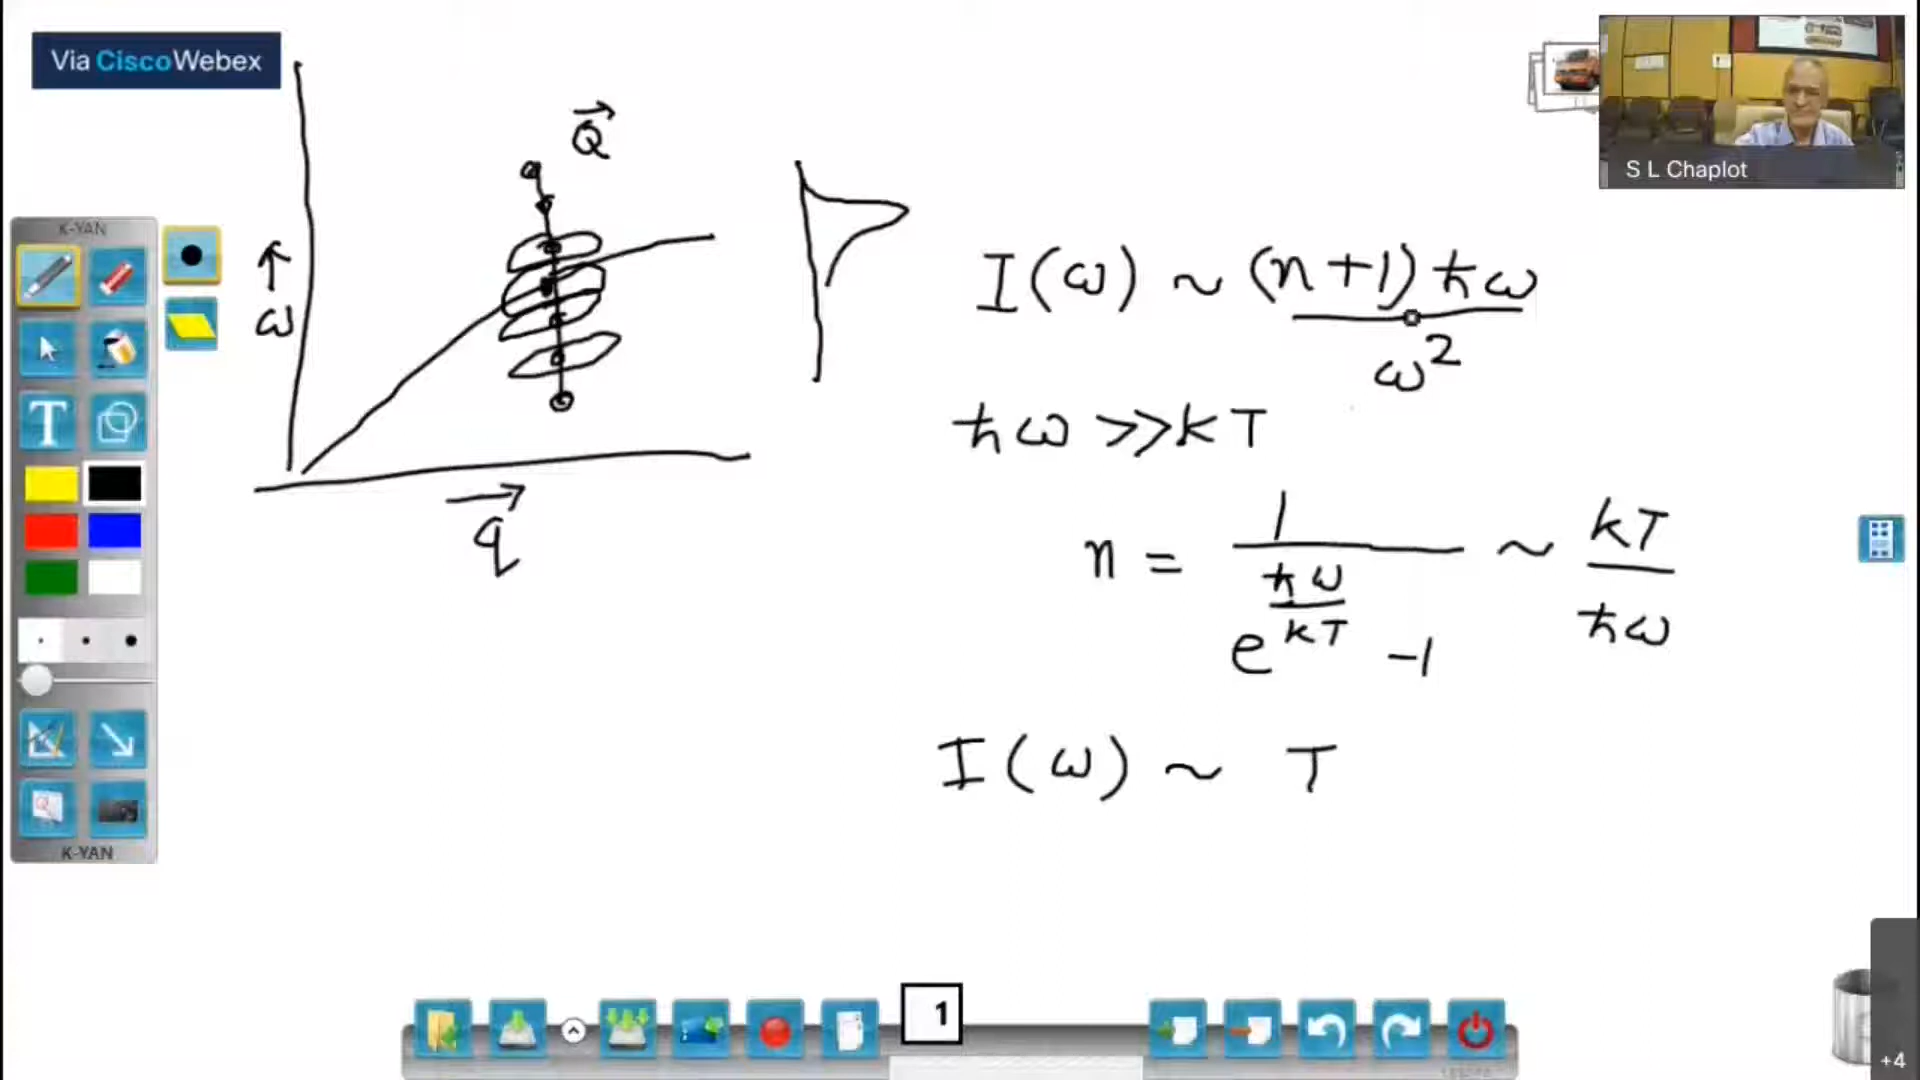 Via CiscoWebex
S L Chaplot
K-YAN
T
K-YAN
ω
Q
q
I(ω) ~ (n+1) ħω
ω²
ħω >> kT
n = 1 ~ kT
ħω
kT
e -1
ħω
I(ω) ~ T
1
+4